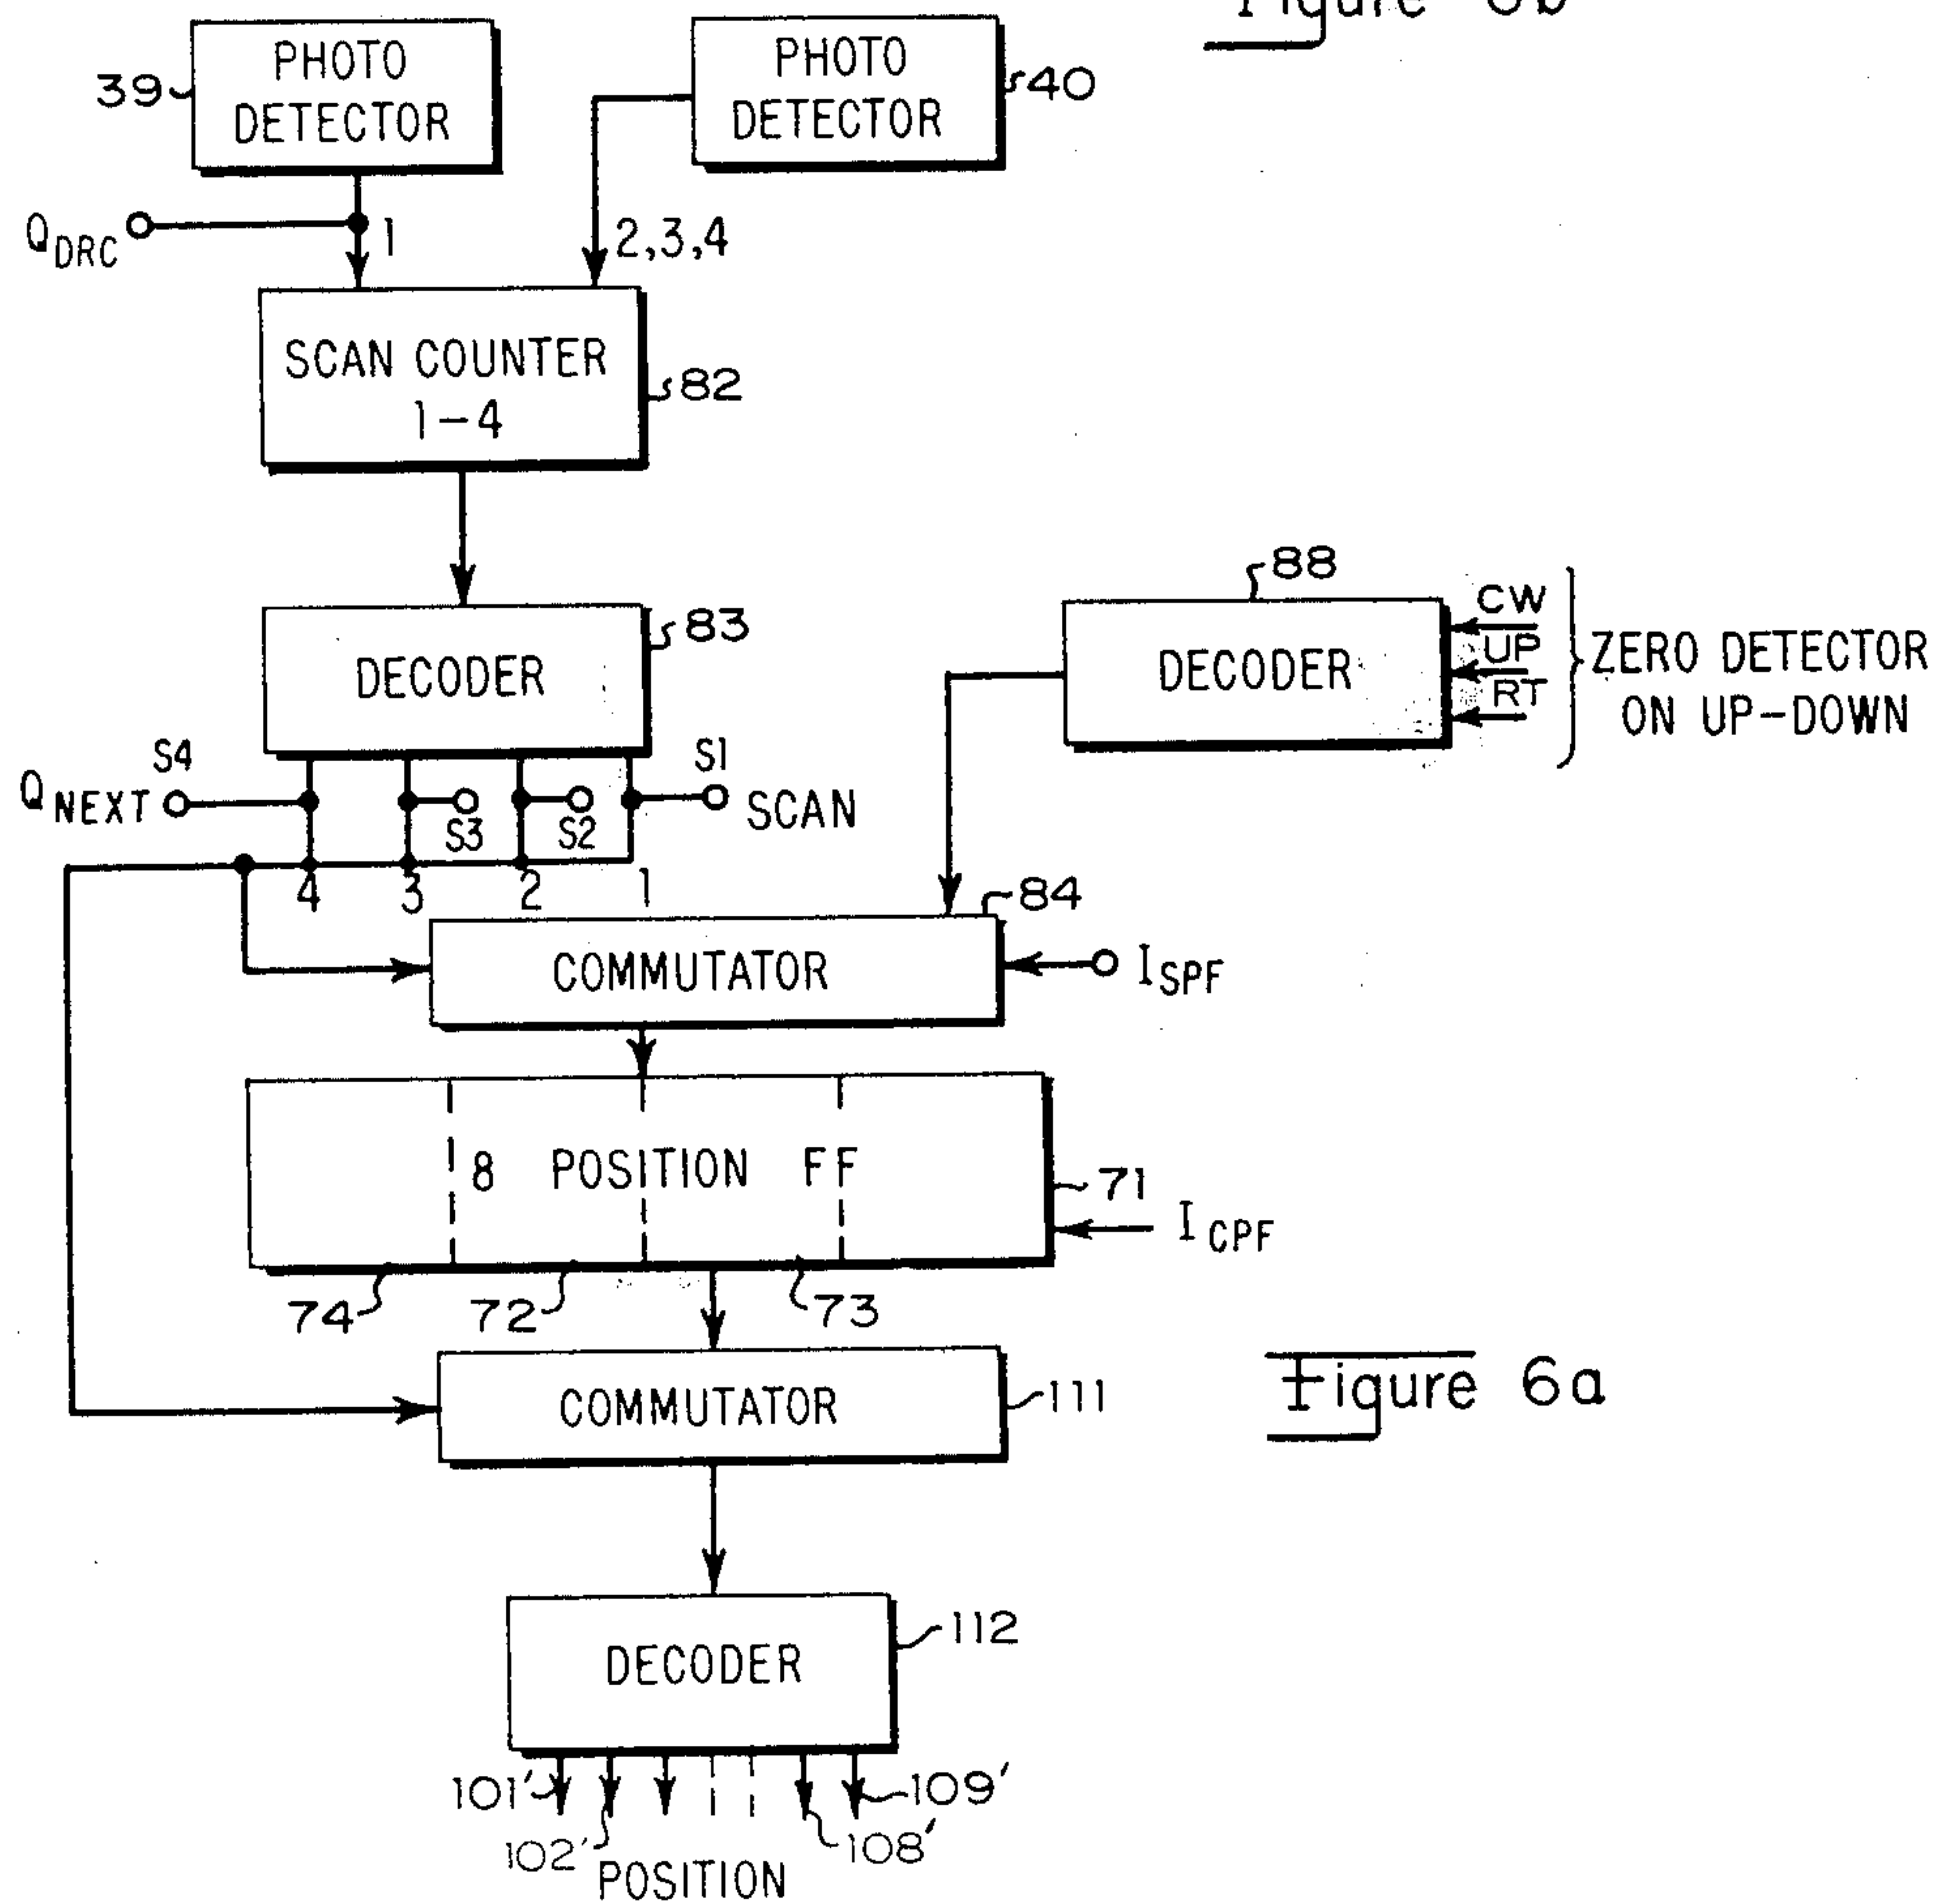 Figure 6b
PHOTO
DETECTOR
39
PHOTO
DETECTOR
40
QDRC
1
2,3,4
SCAN COUNTER
1-4
82
DECODER
83
88
DECODER
CW
UP
RT
ZERO DETECTOR
ON UP-DOWN
S4
QNEXT
S3
S2
S1
SCAN
4
3
2
1
84
COMMUTATOR
ISPF
8 POSITION FF
71
ICPF
74
72
73
COMMUTATOR
111
Figure 6a
DECODER
112
101'
102'
108'
109'
POSITION